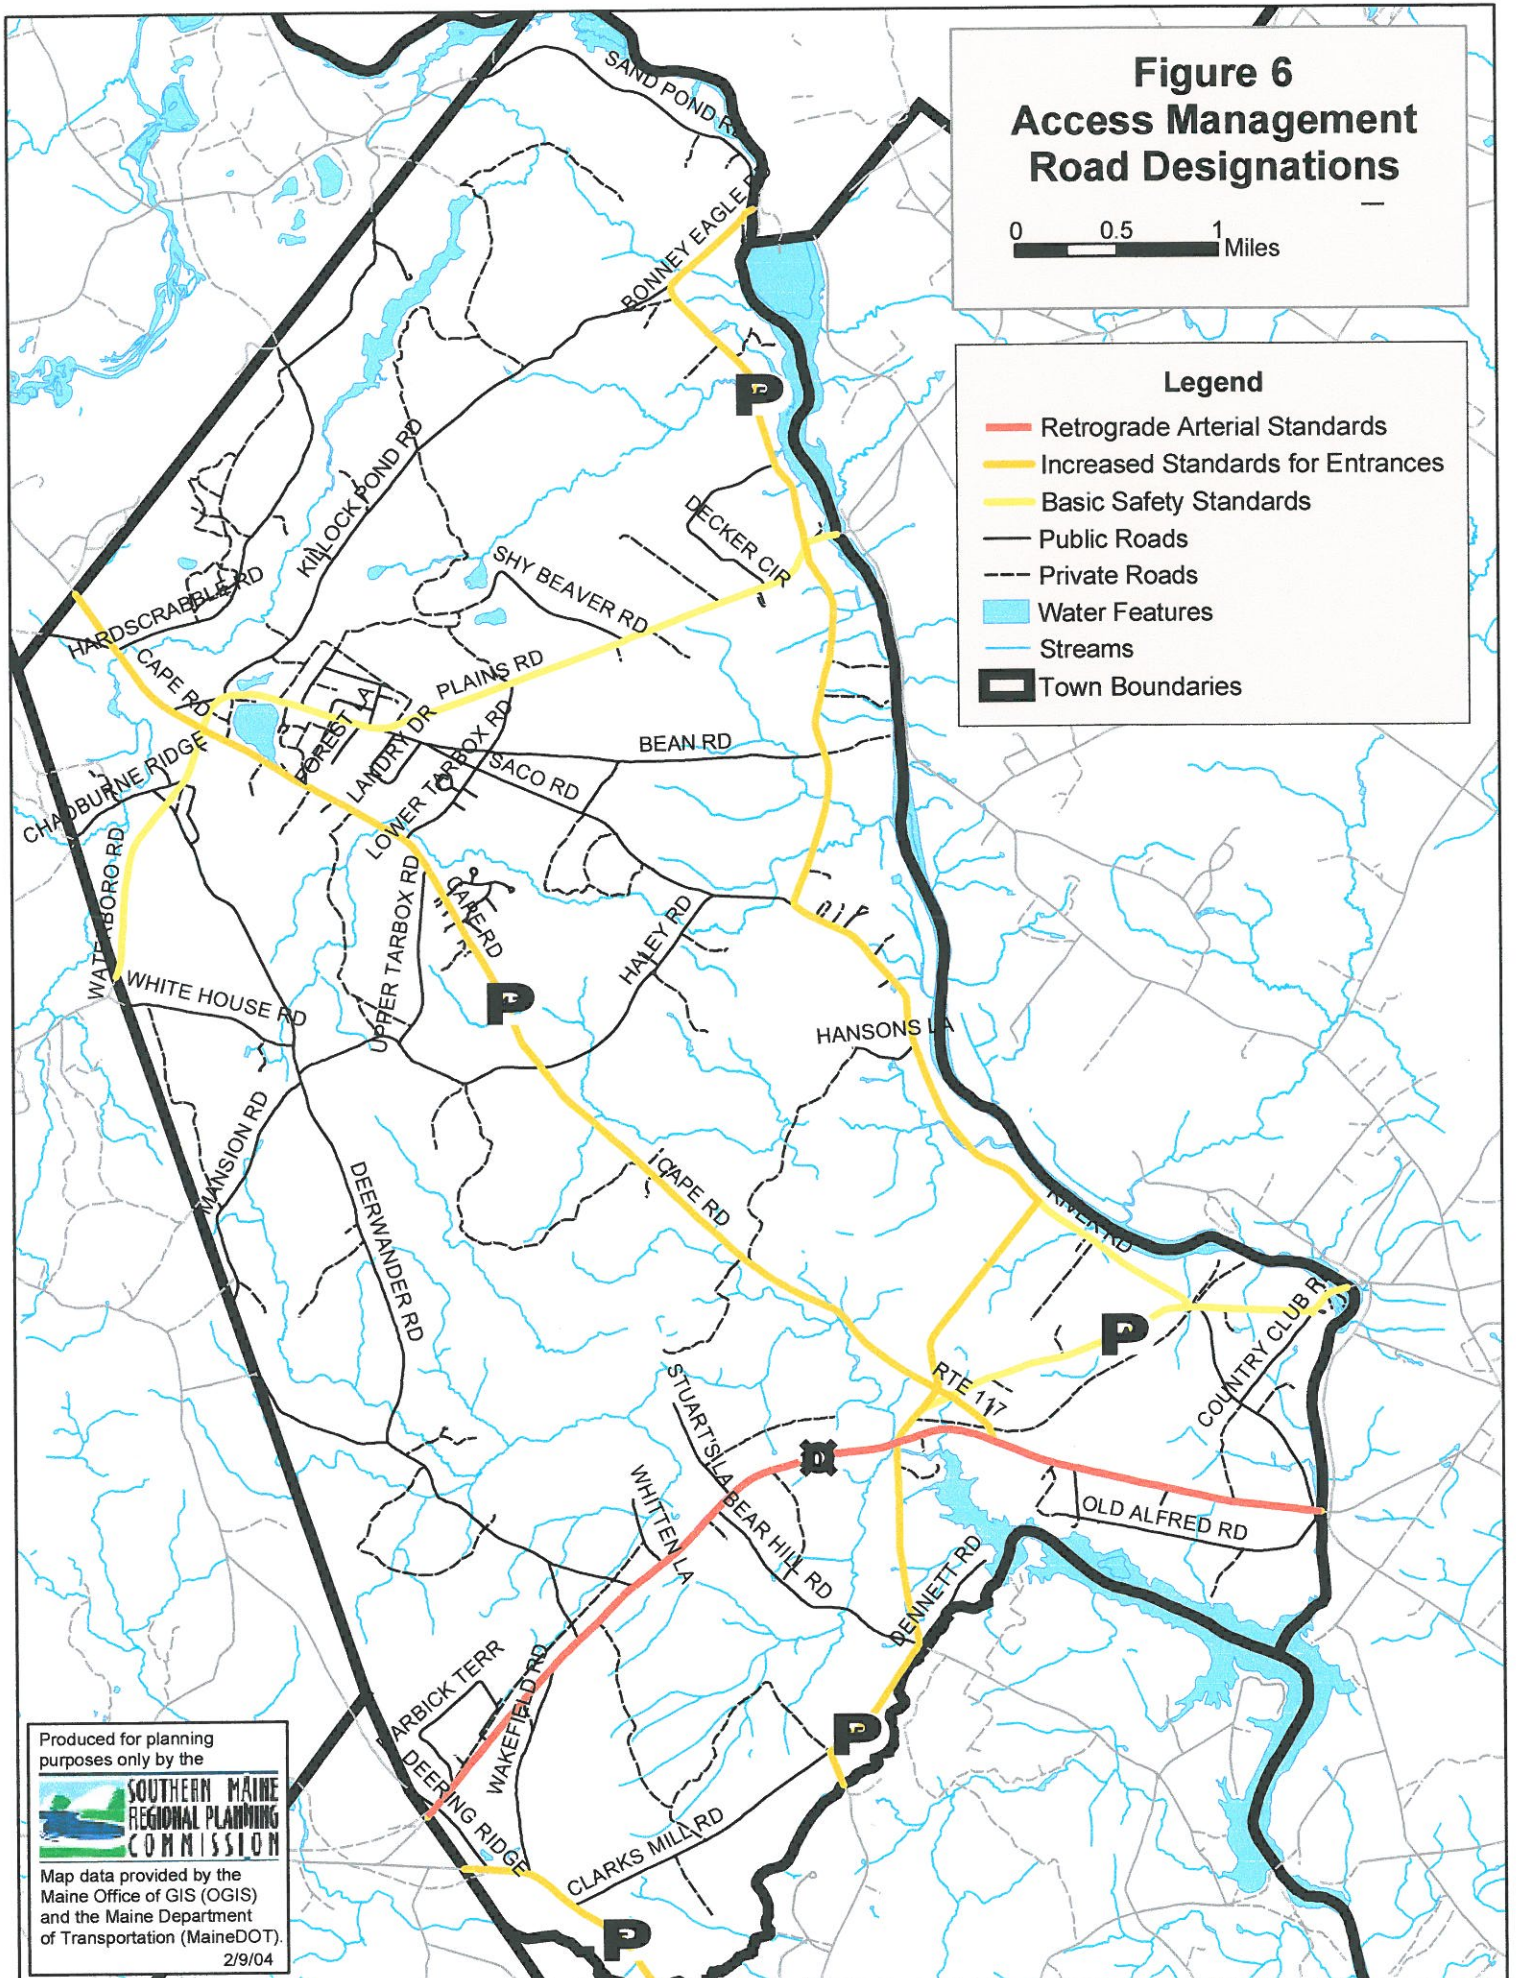 Figure 6
Access Management
Road Designations
0 0.5 1
Miles
Legend
Retrograde Arterial Standards
Increased Standards for Entrances
Basic Safety Standards
Public Roads
Private Roads
Water Features
Streams
Town Boundaries
SAND POND RD
BONNEY EAGLE
P
KILLOCK POND RD
DECKER CIR
SHY BEAVER RD
HARDSCRABBLE RD
CAPE RD
PLAINS RD
FOREST LA
LANDRY DR
LOWER TARBOX RD
BEAN RD
SACO RD
CHADBURNE RIDGE
WATERBORO RD
UPPER TARBOX RD
CAPE RD
HALEY RD
WHITE HOUSE RD
P
HANSONS LA
MANSION RD
DEERWANDER RD
CAPE RD
RIVER RD
COUNTRY CLUB R
P
RTE 117
STUART'S LA
WHITTEN LA
BEAR HILL RD
OLD ALFRED RD
DENNETT RD
ARBICK TERR
WAKEFIELD RD
DEERING RIDGE
P
CLARKS MILL RD
P
Produced for planning
purposes only by the
SOUTHERN MAINE
REGIONAL PLANNING
COMMISSION
Map data provided by the
Maine Office of GIS (OGIS)
and the Maine Department
of Transportation (MaineDOT).
2/9/04